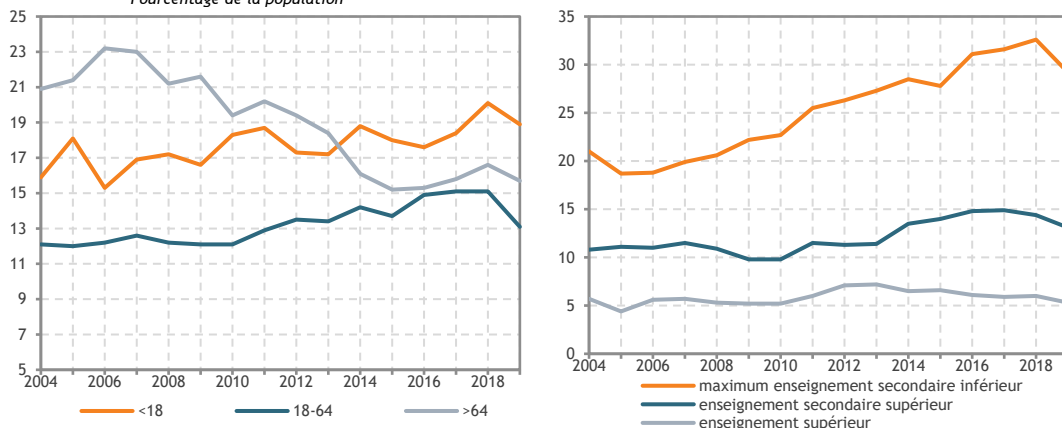 Pourcentage de la population
25
23
21
19
17
15
13
11
9
7
5
2004 2006 2008 2010 2012 2014 2016 2018
<18 18-64 >64
35
30
25
20
15
10
5
0
2004 2006 2008 2010 2012 2014 2016 2018
maximum enseignement secondaire inférieur
enseignement secondaire supérieur
enseignement supérieur